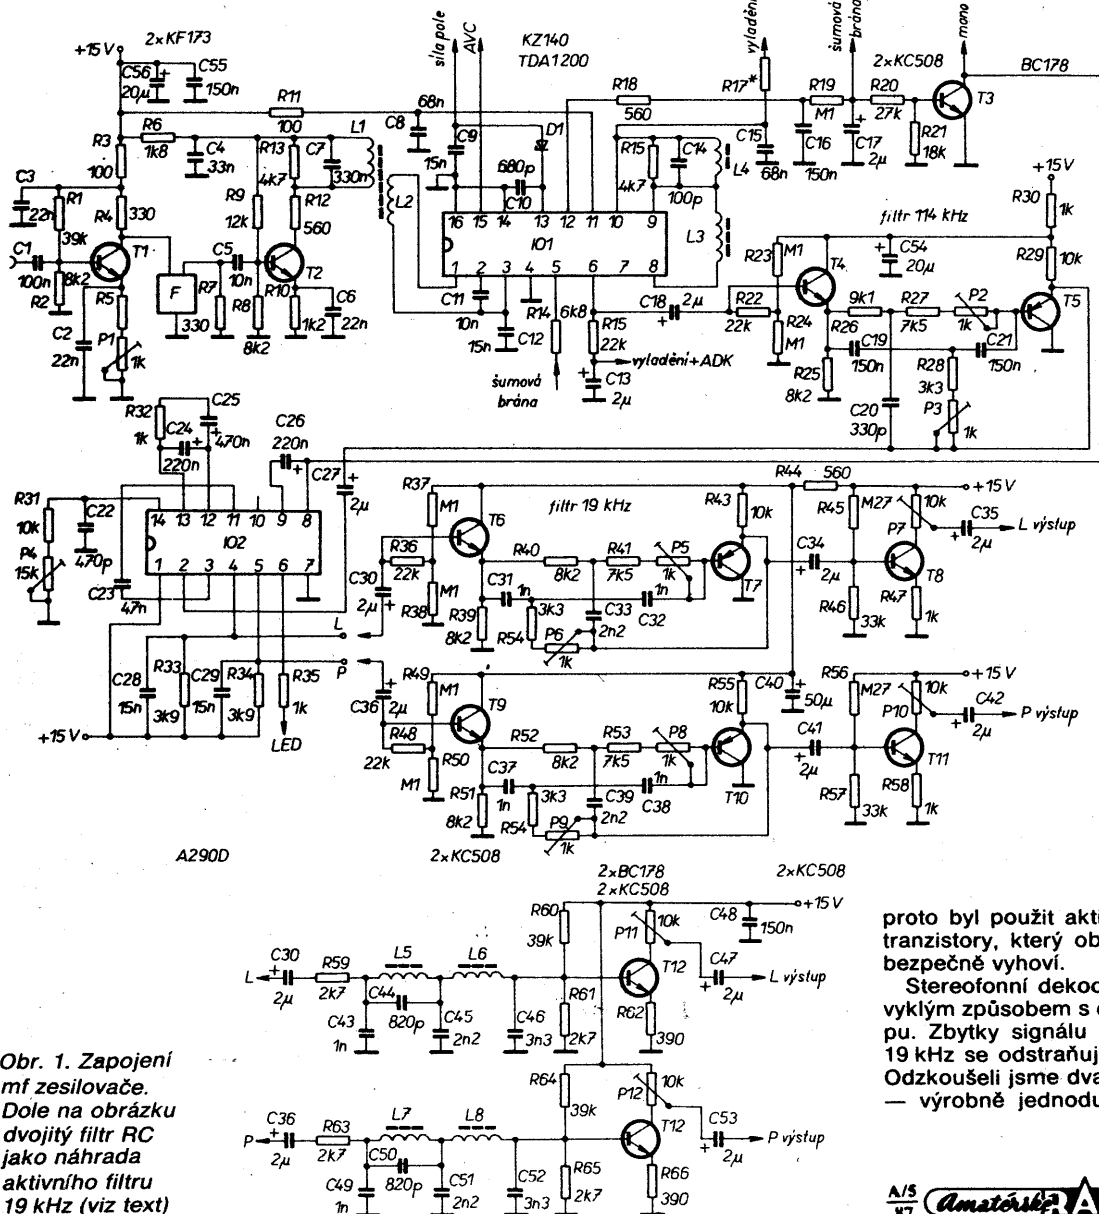 2×KF173
+15V
C56
20µ
C55
150n
R11
100
síla pole
AVC
KZ140
TDA1200
vyladění
šumová
brána
mono
2×KC508
BC178
R3
100
R6
1k8
C4
33n
R13
4k7
C7
330n
L1
L2
68n
C8
C9
15n
D1
680p
C10
R18
560
R17*
R19
M1
R20
27k
T3
R21
18k
C15
68n
C16
150n
C17
2µ
R15
4k7
C14
100p
L4
L3
+15V
R30
1k
R29
10k
C3
22n
R1
39k
R4
330
R9
12k
R12
560
C1
100n
8k2
R2
T1
R5
C2
22n
P1
1k
F
R7
330
C5
10n
R8
8k2
R10
1k2
T2
C6
22n
16 15 14 13 12 11 10 9
IO1
1 2 3 4 5 6 7 8
C11
10n
15n
C12
R14
6k8
šumová
brána
R15
22k
C13
2µ
vyladění+ADK
C18
2µ
R22
22k
R23
M1
R24
M1
filtr 114 kHz
T4
C54
20µ
9k1
R26
R27
7k5
P2
1k
T5
C19
150n
C21
150n
R25
8k2
C20
330p
R28
3k3
P3
1k
R32
1k
C24
220n
C25
470n
C26
220n
C27
2µ
R31
10k
P4
15k
C22
470p
C23
47n
14 13 12 11 10 9 8
IO2
1 2 3 4 5 6 7
C28
15n
R33
3k9
C29
15n
R34
3k9
R35
1k
LED
+15V
L
P
R37
M1
R36
22k
C30
2µ
M1
R38
T6
R39
8k2
filtr 19 kHz
R40
8k2
R41
7k5
P5
1k
C31
1n
3k3
R54
C33
2n2
P6
1k
1n
C32
R43
10k
T7
R44
560
+15V
R45
M27
P7
10k
C35
2µ
L výstup
C34
2µ
R46
33k
T8
R47
1k
R49
M1
C36
2µ
R48
22k
M1
R50
T9
R51
8k2
R52
8k2
R53
7k5
P8
1k
C37
1n
3k3
R54
C39
2n2
P9
1k
1n
C38
R55
10k
T10
C40
50µ
R56
M27
+15V
10k
P10
C42
2µ
P výstup
C41
2µ
R57
33k
T11
R58
1k
A290D
2×KC508
2×BC178
2×KC508
2×KC508
L
C30
2µ
R59
2k7
L5
L6
C44
820p
C43
1n
C45
2n2
C46
3n3
R60
39k
R61
2k7
P11
10k
T12
R62
390
C48
150n
+15V
C47
2µ
L výstup
P
C36
2µ
R63
2k7
L7
L8
C50
820p
C49
1n
C51
2n2
C52
3n3
R64
39k
R65
2k7
P12
10k
T12
R66
390
C53
2µ
P výstup
Obr. 1. Zapojení
mf zesilovače.
Dole na obrázku
dvojitý filtr RC
jako náhrada
aktivního filtru
19 kHz (viz text)
proto byl použit akti
tranzistory, který ob
bezpečně vyhoví.
Stereofonní dekod
vyklým způsobem s
pu. Zbytky signálu
19 kHz se odstraňuj
Odzkoušeli jsme dva
— výrobně jednodu
A/5
Amatérské